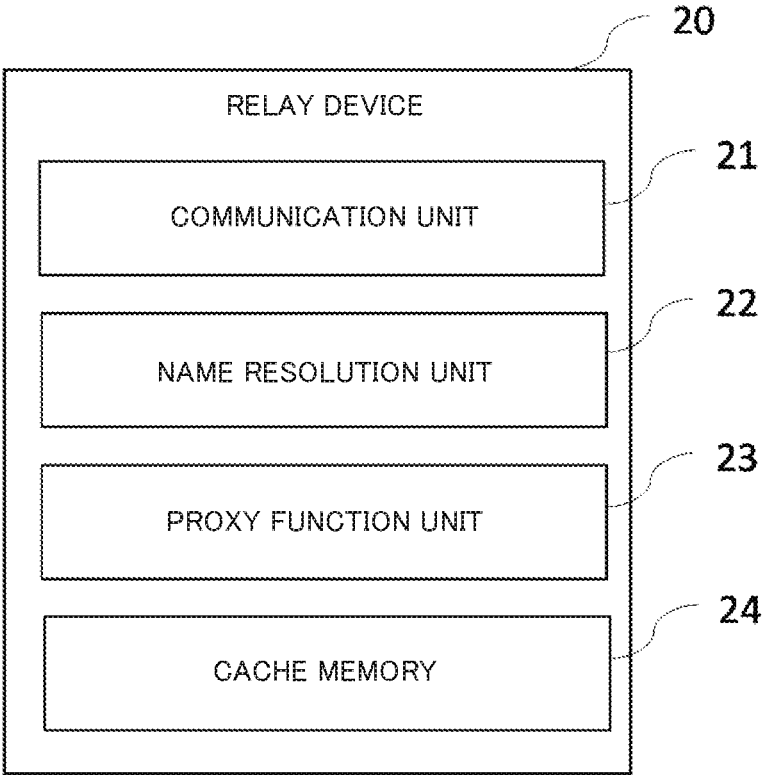 20
RELAY DEVICE
21
COMMUNICATION UNIT
22
NAME RESOLUTION UNIT
23
PROXY FUNCTION UNIT
24
CACHE MEMORY